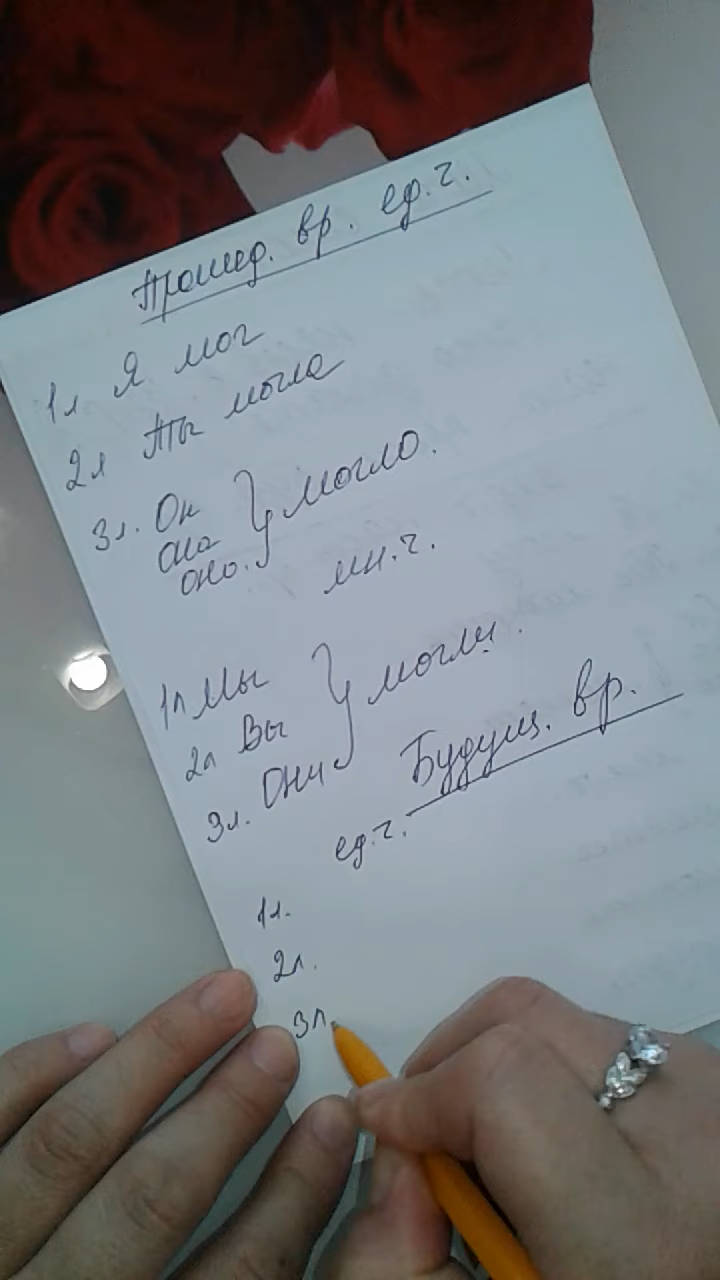 Прошед. вр. ед.ч.
1л Я мог
2л Ты могла
3л. Он
она
оно.
могло.
мн.ч.
1л Мы
2л Вы
3л. Они
могли.
Будущ. вр.
ед.ч.
1л.
2л.
3л.